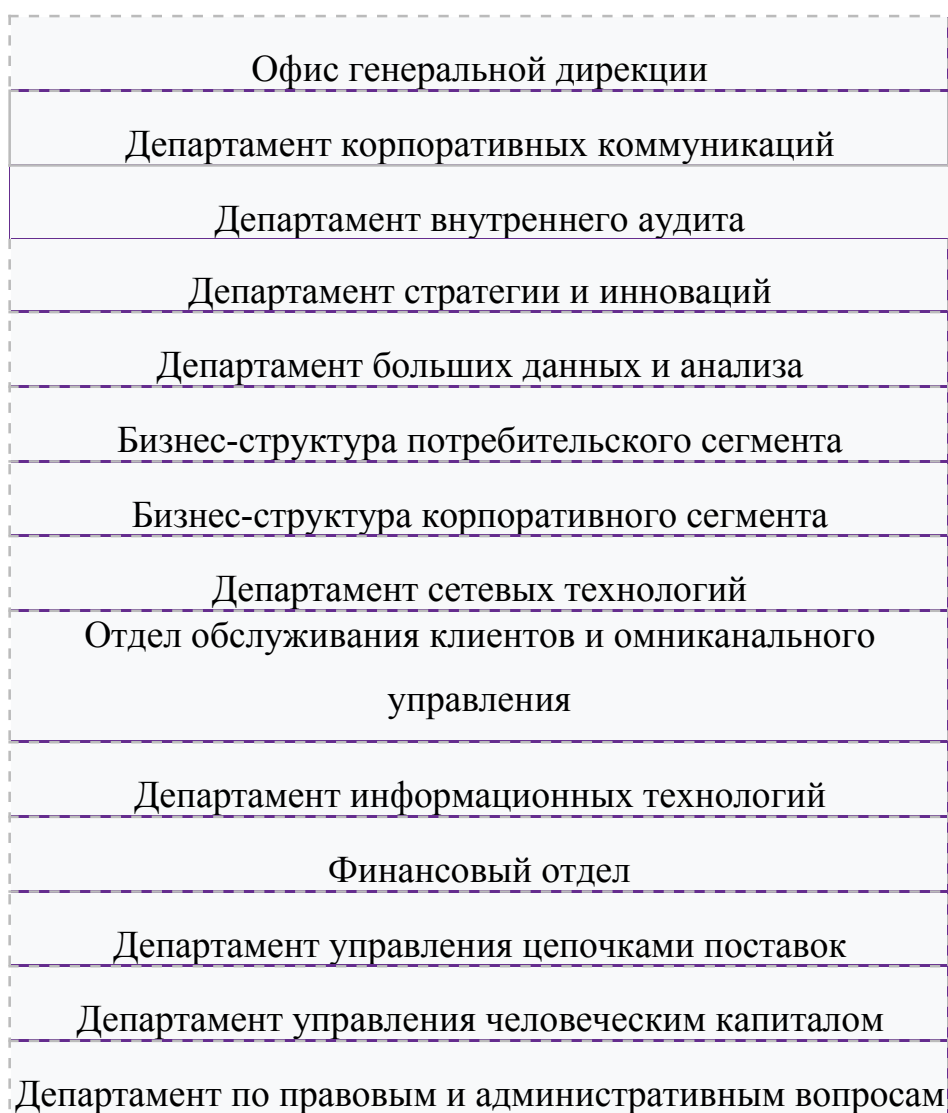 Офис генеральной дирекции
Департамент корпоративных коммуникаций
Департамент внутреннего аудита
Департамент стратегии и инноваций
Департамент больших данных и анализа
Бизнес-структура потребительского сегмента
Бизнес-структура корпоративного сегмента
Департамент сетевых технологий
Отдел обслуживания клиентов и омниканального
управления
Департамент информационных технологий
Финансовый отдел
Департамент управления цепочками поставок
Департамент управления человеческим капиталом
Департамент по правовым и административным вопросам